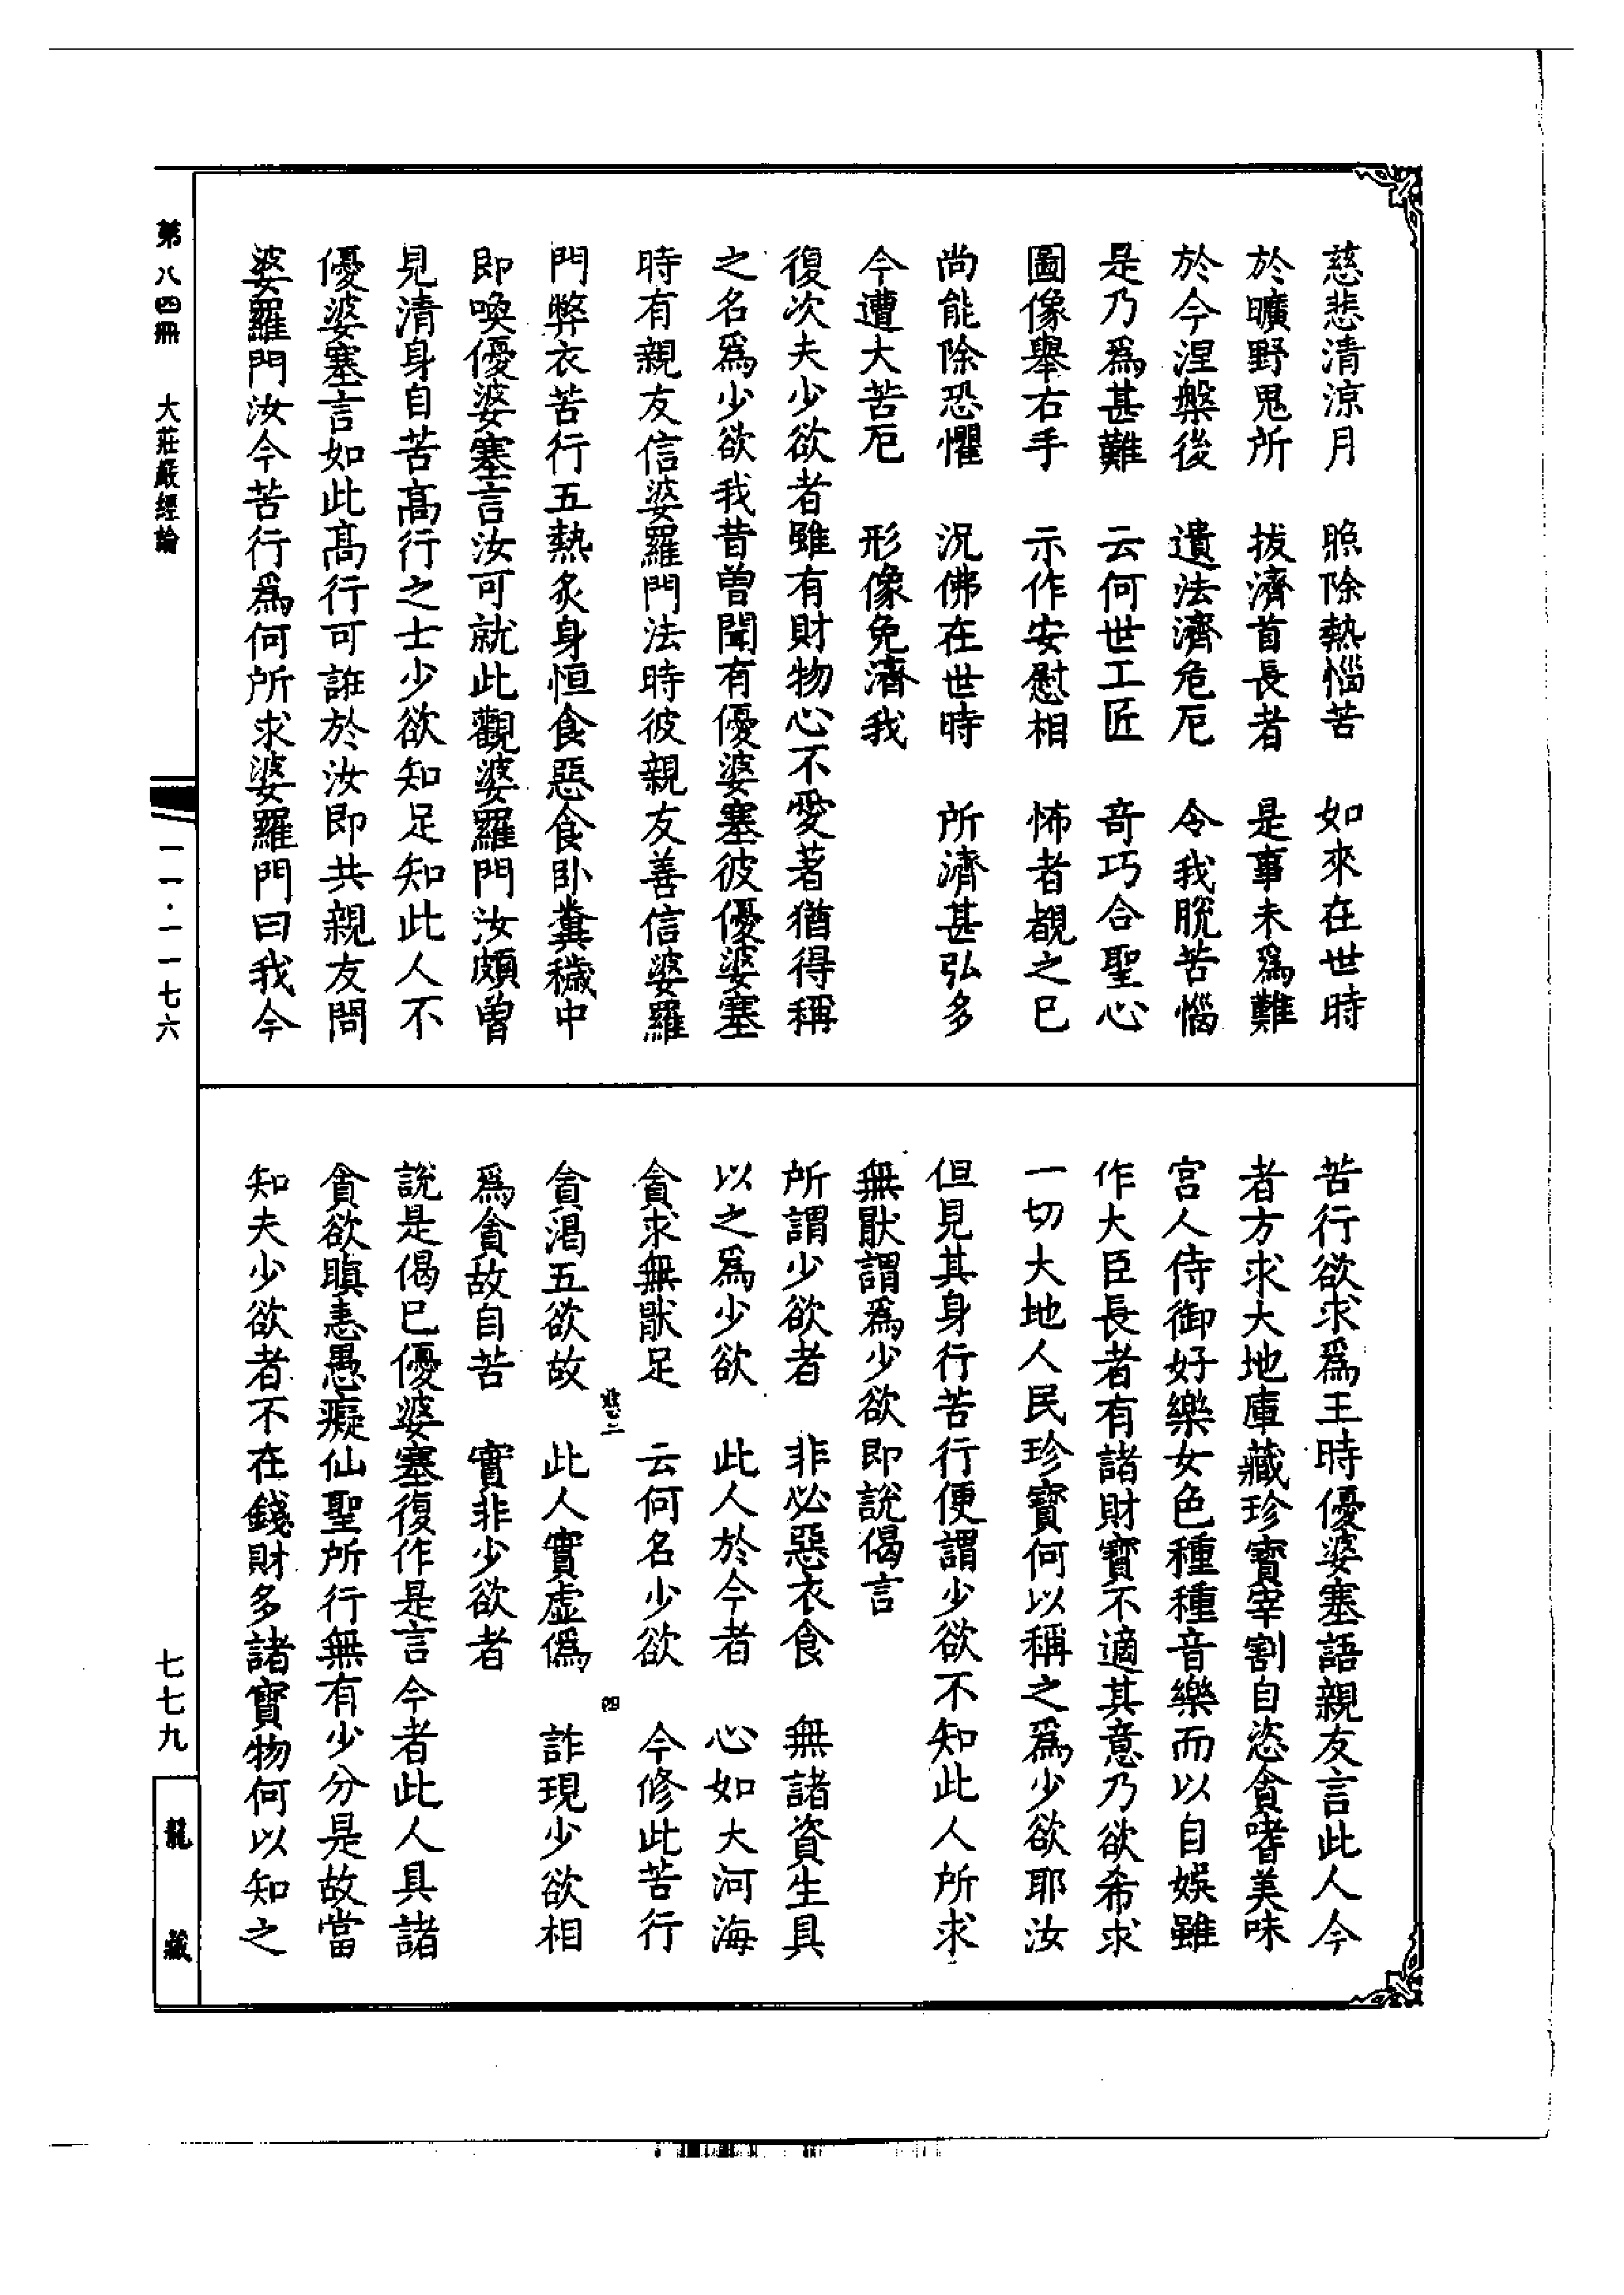 慈悲清涼月　照除熱惱苦　如來在世時
於曠野鬼所　拔濟首長者　是事未爲難
於今涅槃後　遺法濟危厄　令我脫苦惱
是乃爲甚難　云何世工匠　奇巧合聖心
圖像舉右手　示作安慰相　怖者覩之已
尚能除恐懼　況佛在世時　所濟甚弘多
今遭大苦厄　形像免濟我
復次夫少欲者雖有財物心不愛著猶得稱
之名爲少欲我昔曾聞有優婆塞彼優婆塞
時有親友信婆羅門法時彼親友善信婆羅
門弊衣苦行五熱炙身恒食惡食臥糞穢中
即喚優婆塞言汝可就此觀婆羅門汝頗曾
見清身自苦高行之士少欲知足知此人不
優婆塞言如此高行可誑於汝即共親友問
婆羅門汝今苦行爲何所求婆羅門曰我今
苦行欲求爲王時優婆塞語親友言此人今
者方求大地庫藏珍寶宰割自恣貪嗜美味
宮人侍御好樂女色種種音樂而以自娛雖
作大臣長者有諸財寶不適其意乃欲希求
一切大地人民珍寶何以稱之爲少欲耶汝
但見其身行苦行便謂少欲不知此人所求
無猒謂爲少欲即說偈言
所謂少欲者　非必惡衣食　無諸資生具
以之爲少欲　此人於今者　心如大河海
貪求無猒足　云何名少欲　今修此苦行
四
貪渴五欲故　此人實虛僞　詐現少欲相
爲貪故自苦　實非少欲者
說是偈已優婆塞復作是言今者此人具諸
貪欲瞋恚愚癡仙聖所行無有少分是故當
知夫少欲者不在錢財多諸寶物何以知之
第八四冊　大莊嚴經論
一一·一一七六
七七九
龍藏